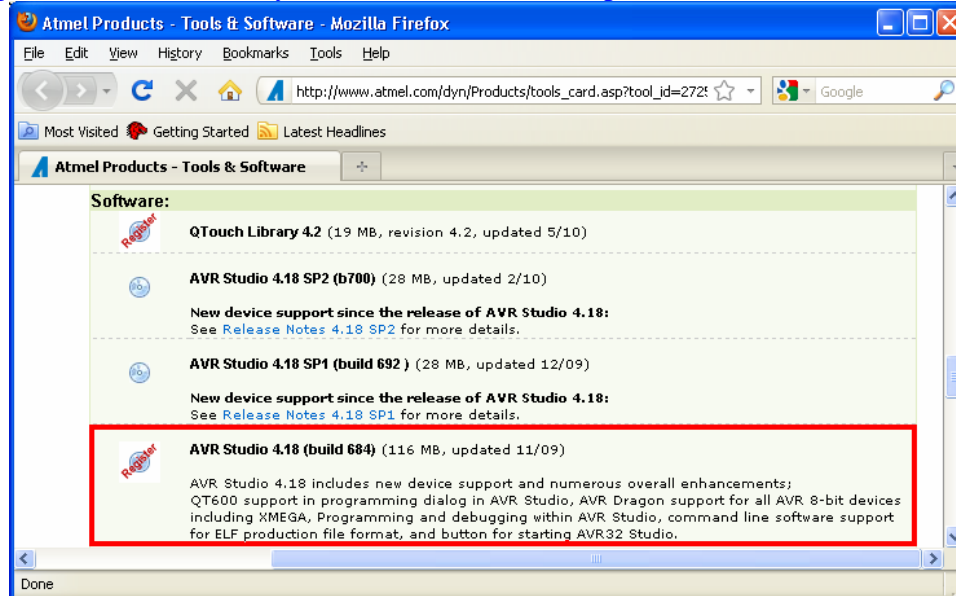 Atmel Products - Tools & Software - Mozilla Firefox
File Edit View History Bookmarks Tools Help
http://www.atmel.com/dyn/Products/tools_card.asp?tool_id=272 Google
Most Visited Getting Started Latest Headlines
Atmel Products - Tools & Software
Software:
Register QTouch Library 4.2 (19 MB, revision 4.2, updated 5/10)
AVR Studio 4.18 SP2 (b700) (28 MB, updated 2/10)
New device support since the release of AVR Studio 4.18:
See Release Notes 4.18 SP2 for more details.
AVR Studio 4.18 SP1 (build 692 ) (28 MB, updated 12/09)
New device support since the release of AVR Studio 4.18:
See Release Notes 4.18 SP1 for more details.
Register AVR Studio 4.18 (build 684) (116 MB, updated 11/09)
AVR Studio 4.18 includes new device support and numerous overall enhancements;
QT600 support in programming dialog in AVR Studio, AVR Dragon support for all AVR 8-bit devices
including XMEGA, Programming and debugging within AVR Studio, command line software support
for ELF production file format, and button for starting AVR32 Studio.
Done